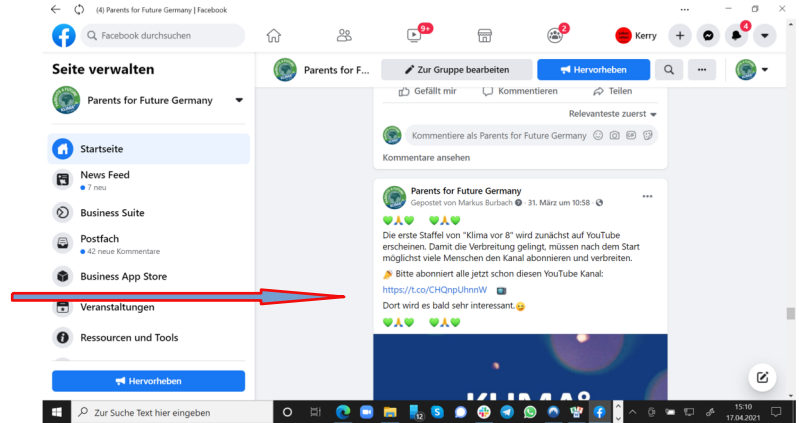 (4) Parents for Future Germany | Facebook
Facebook durchsuchen
9+
2
Kerry
4
Seite verwalten
Parents for Future Germany
Startseite
News Feed
7 neu
Business Suite
Postfach
42 neue Kommentare
Business App Store
Veranstaltungen
Ressourcen und Tools
Hervorheben
Parents for F...
Zur Gruppe bearbeiten
Hervorheben
Gefällt mir
Kommentieren
Teilen
Relevanteste zuerst
Kommentiere als Parents for Future Germany
Kommentare ansehen
Parents for Future Germany
Gepostet von Markus Burbach · 31. März um 10:58 ·
💚🙏💚 💚🙏💚
Die erste Staffel von "Klima vor 8" wird zunächst auf YouTube
erscheinen. Damit die Verbreitung gelingt, müssen nach dem Start
möglichst viele Menschen den Kanal abonnieren und verbreiten.
🎉 Bitte abonniert alle jetzt schon diesen YouTube Kanal:
https://t.co/CHQnpUhnnW 📺
Dort wird es bald sehr interessant.😉
💚🙏💚 💚🙏💚
Zur Suche Text hier eingeben
15:10
17.04.2021